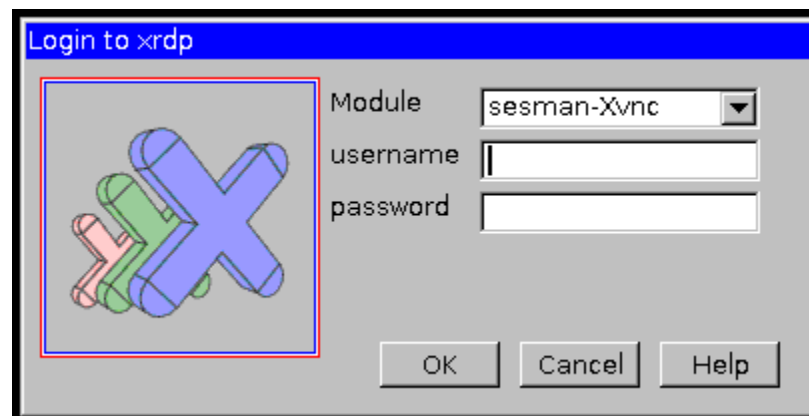 Login to xrdp
Module sesman-Xvnc
username
password
OK Cancel Help